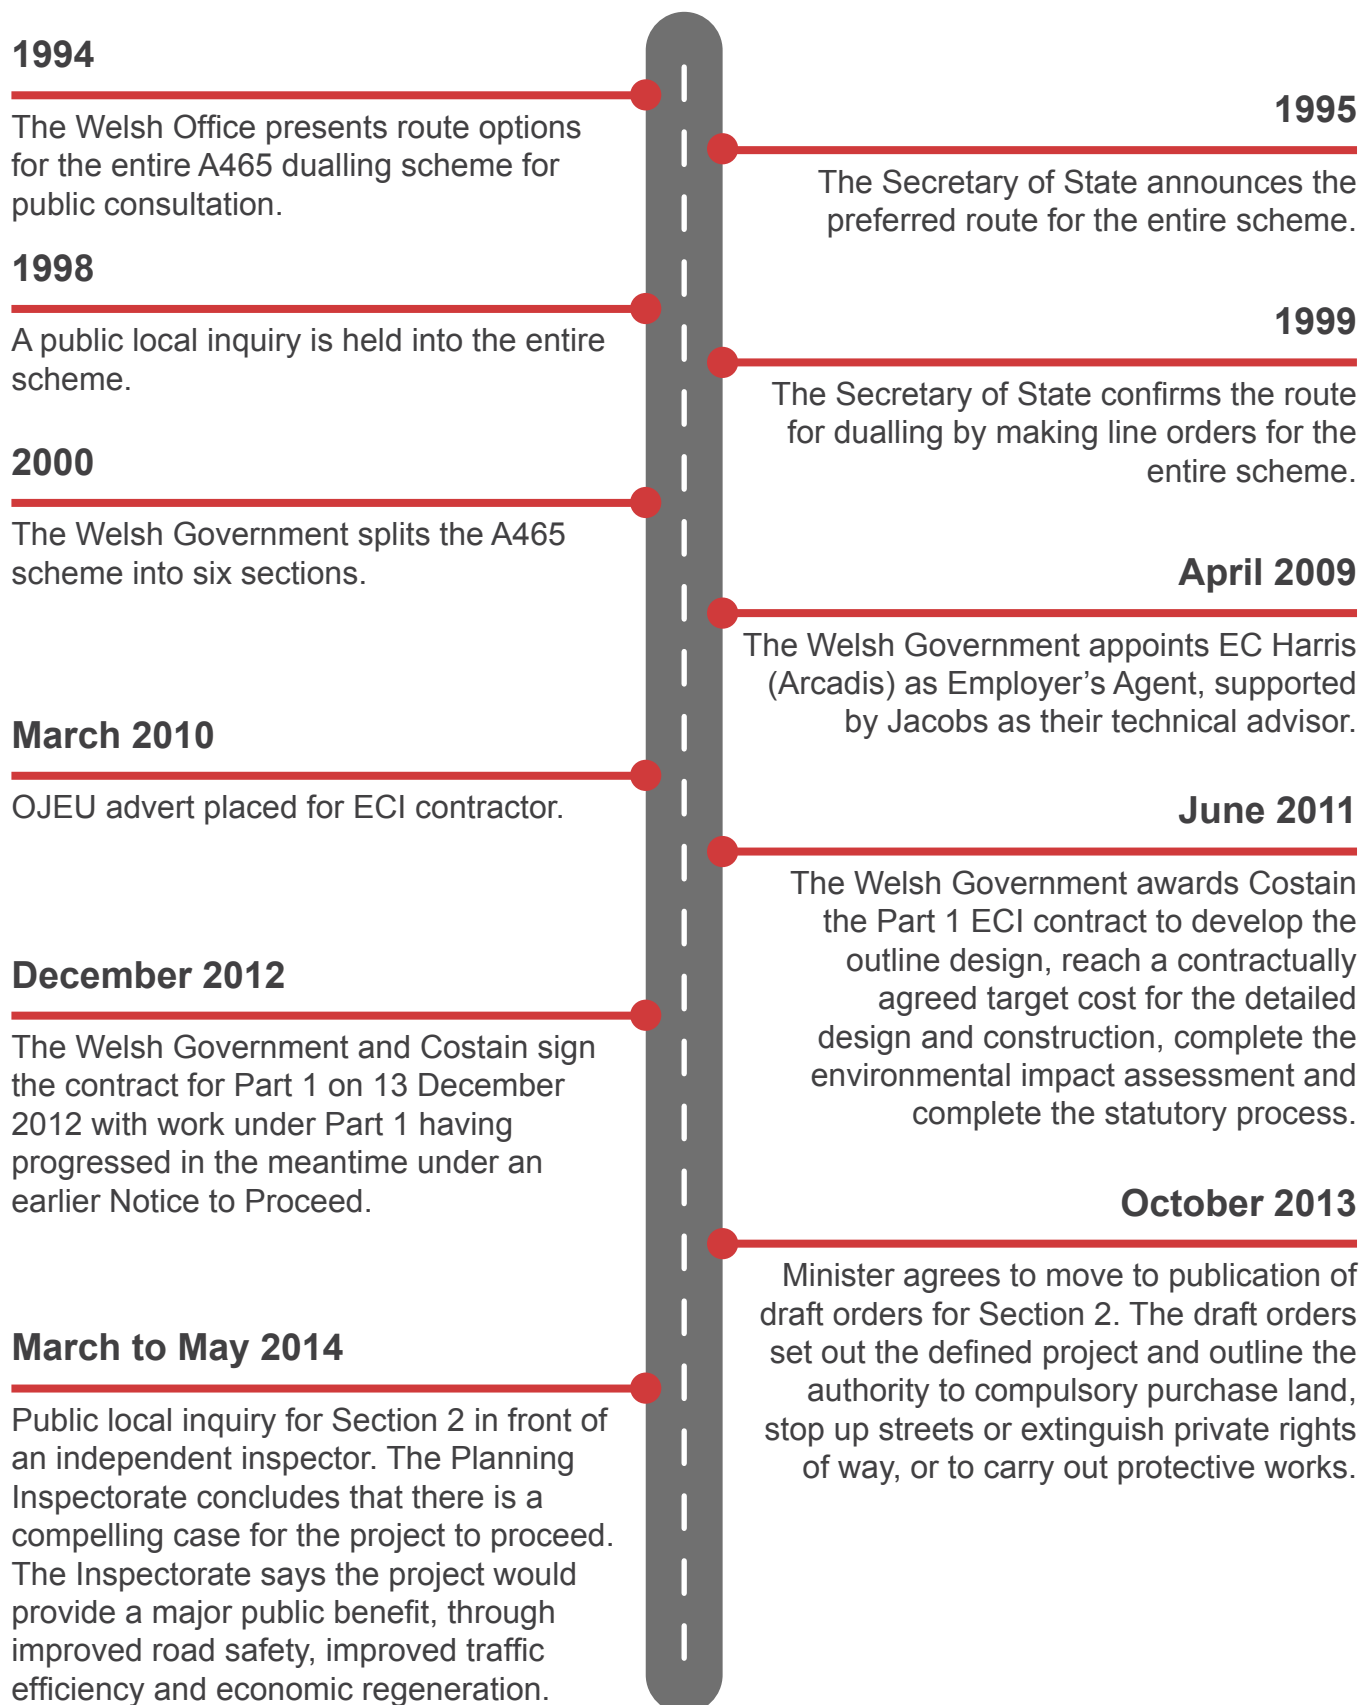 1994
The Welsh Office presents route options
for the entire A465 dualling scheme for
public consultation.
1995
The Secretary of State announces the
preferred route for the entire scheme.
1998
A public local inquiry is held into the entire
scheme.
1999
The Secretary of State confirms the route
for dualling by making line orders for the
entire scheme.
2000
The Welsh Government splits the A465
scheme into six sections.
April 2009
The Welsh Government appoints EC Harris
(Arcadis) as Employer’s Agent, supported
by Jacobs as their technical advisor.
March 2010
OJEU advert placed for ECI contractor.
June 2011
The Welsh Government awards Costain
the Part 1 ECI contract to develop the
outline design, reach a contractually
agreed target cost for the detailed
design and construction, complete the
environmental impact assessment and
complete the statutory process.
December 2012
The Welsh Government and Costain sign
the contract for Part 1 on 13 December
2012 with work under Part 1 having
progressed in the meantime under an
earlier Notice to Proceed.
October 2013
Minister agrees to move to publication of
draft orders for Section 2. The draft orders
set out the defined project and outline the
authority to compulsory purchase land,
stop up streets or extinguish private rights
of way, or to carry out protective works.
March to May 2014
Public local inquiry for Section 2 in front of
an independent inspector. The Planning
Inspectorate concludes that there is a
compelling case for the project to proceed.
The Inspectorate says the project would
provide a major public benefit, through
improved road safety, improved traffic
efficiency and economic regeneration.